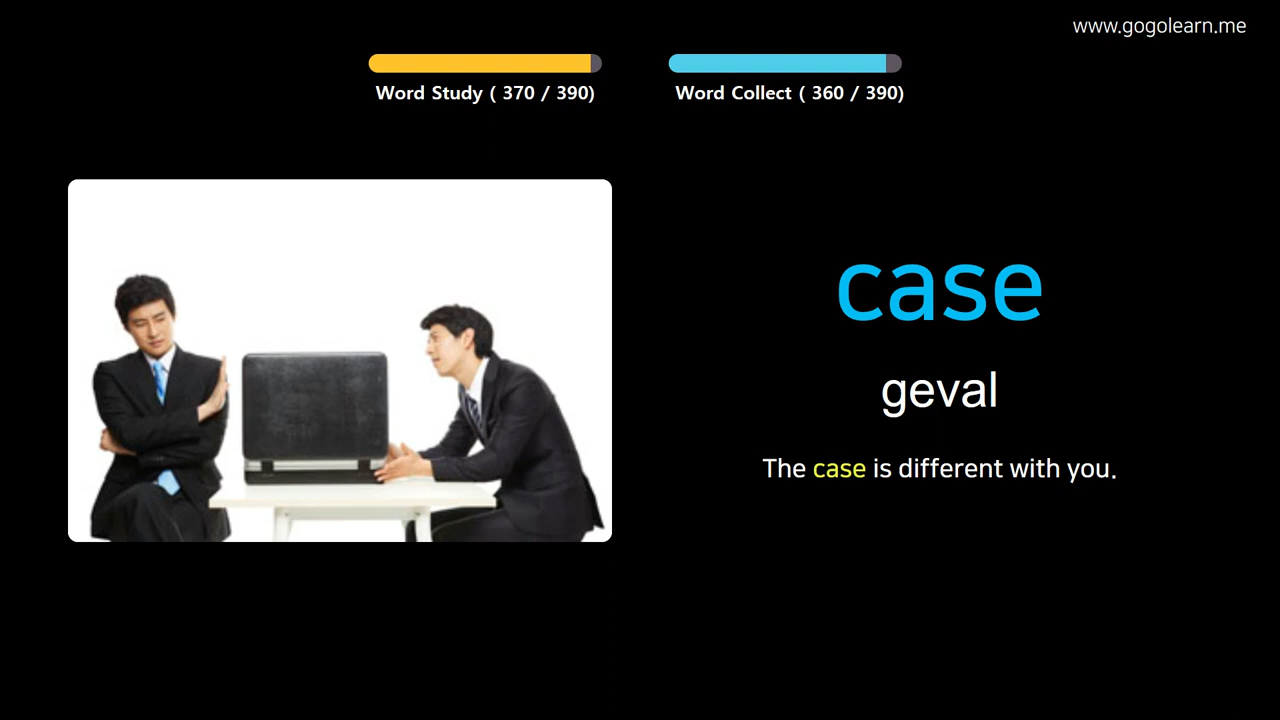 www.gogolearn.me
Word Study ( 370 / 390)
Word Collect ( 360 / 390)
case
geval
The case is different with you.